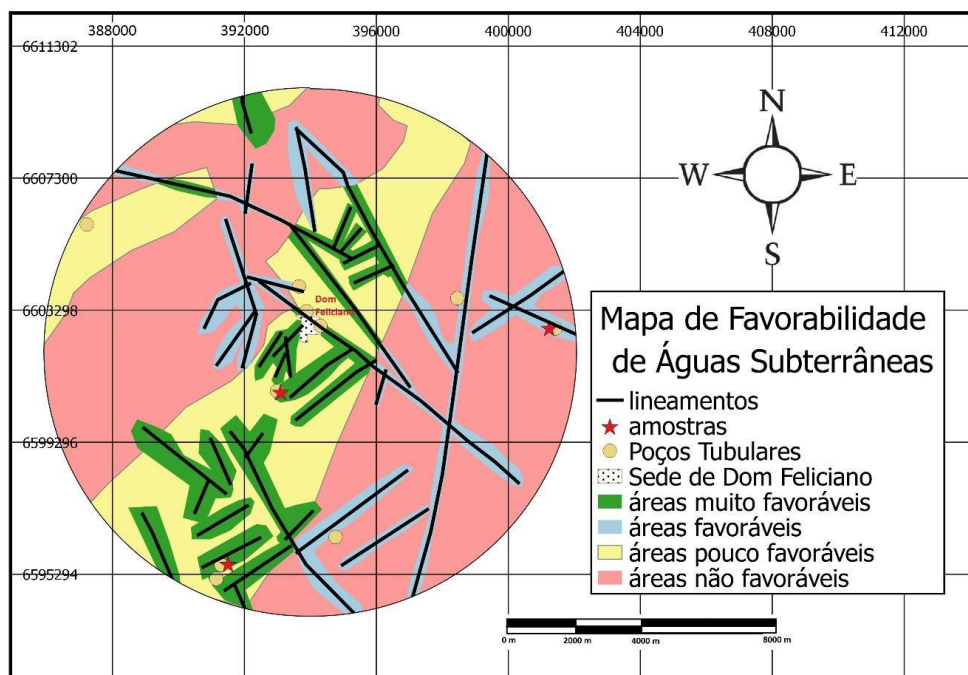 388000 392000 396000 400000 404000 408000 412000
6611302
6607300
6603298
6599296
6595294
N
W E
S
Dom
Feliciano
Mapa de Favorabilidade
de Águas Subterrâneas
lineamentos
amostras
Poços Tubulares
Sede de Dom Feliciano
áreas muito favoráveis
áreas favoráveis
áreas pouco favoráveis
áreas não favoráveis
0 m 2000 m 4000 m 8000 m